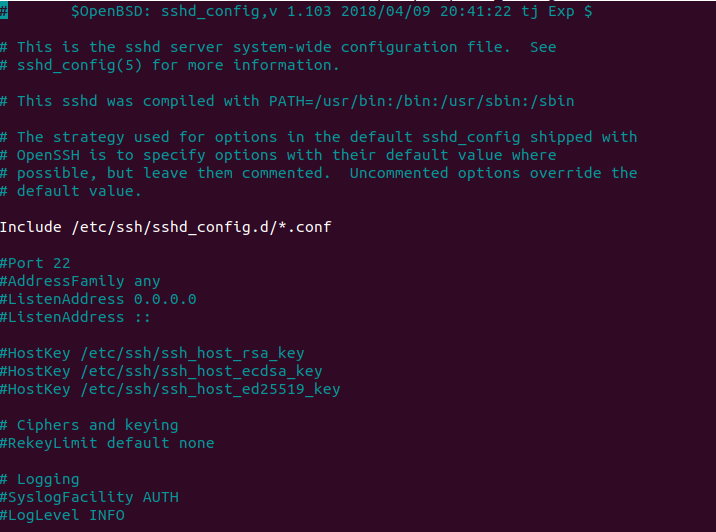 #       $OpenBSD: sshd_config,v 1.103 2018/04/09 20:41:22 tj Exp $

# This is the sshd server system-wide configuration file.  See
# sshd_config(5) for more information.

# This sshd was compiled with PATH=/usr/bin:/bin:/usr/sbin:/sbin

# The strategy used for options in the default sshd_config shipped with
# OpenSSH is to specify options with their default value where
# possible, but leave them commented.  Uncommented options override the
# default value.

Include /etc/ssh/sshd_config.d/*.conf

#Port 22
#AddressFamily any
#ListenAddress 0.0.0.0
#ListenAddress ::

#HostKey /etc/ssh/ssh_host_rsa_key
#HostKey /etc/ssh/ssh_host_ecdsa_key
#HostKey /etc/ssh/ssh_host_ed25519_key

# Ciphers and keying
#RekeyLimit default none

# Logging
#SyslogFacility AUTH
#LogLevel INFO